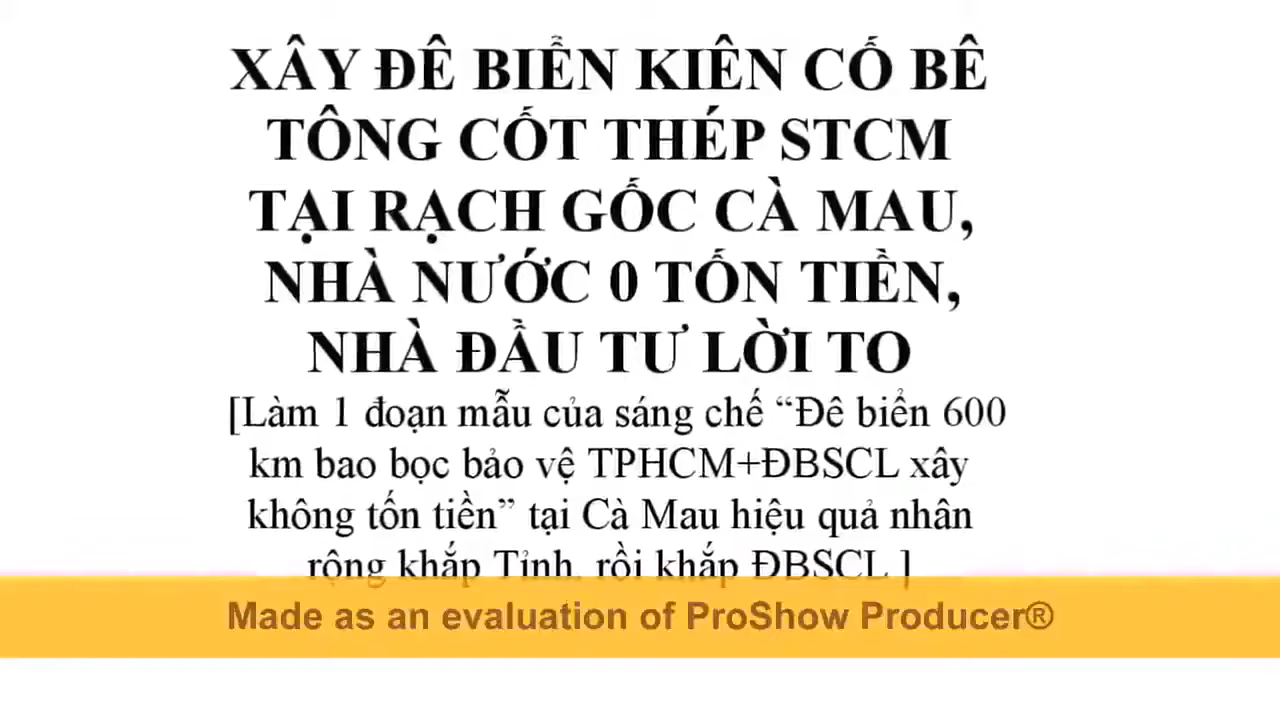 XÂY ĐÊ BIỂN KIÊN CỐ BÊ
TÔNG CỐT THÉP STCM
TẠI RẠCH GỐC CÀ MAU,
NHÀ NƯỚC 0 TỐN TIỀN,
NHÀ ĐẦU TƯ LỜI TO
[Làm 1 đoạn mẫu của sáng chế “Đê biển 600
km bao bọc bảo vệ TPHCM+ĐBSCL xây
không tốn tiền” tại Cà Mau hiệu quả nhân
rộng khắp Tỉnh, rồi khắp ĐBSCL ]
Made as an evaluation of ProShow Producer®